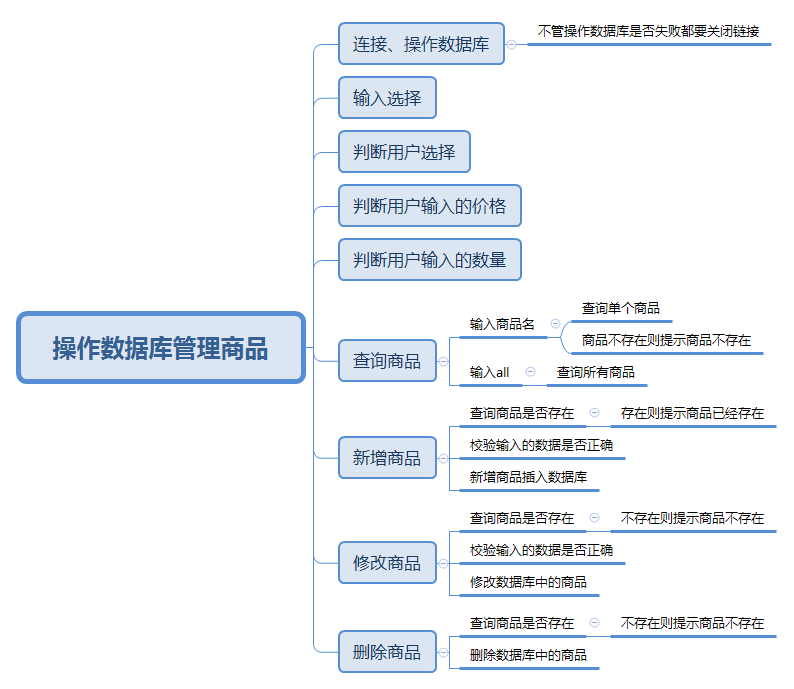 操作数据库管理商品
连接、操作数据库
不管操作数据库是否失败都要关闭链接
输入选择
判断用户选择
判断用户输入的价格
判断用户输入的数量
查询商品
输入商品名
查询单个商品
商品不存在则提示商品不存在
输入all
查询所有商品
新增商品
查询商品是否存在
存在则提示商品已经存在
校验输入的数据是否正确
新增商品插入数据库
修改商品
查询商品是否存在
不存在则提示商品不存在
校验输入的数据是否正确
修改数据库中的商品
删除商品
查询商品是否存在
不存在则提示商品不存在
删除数据库中的商品